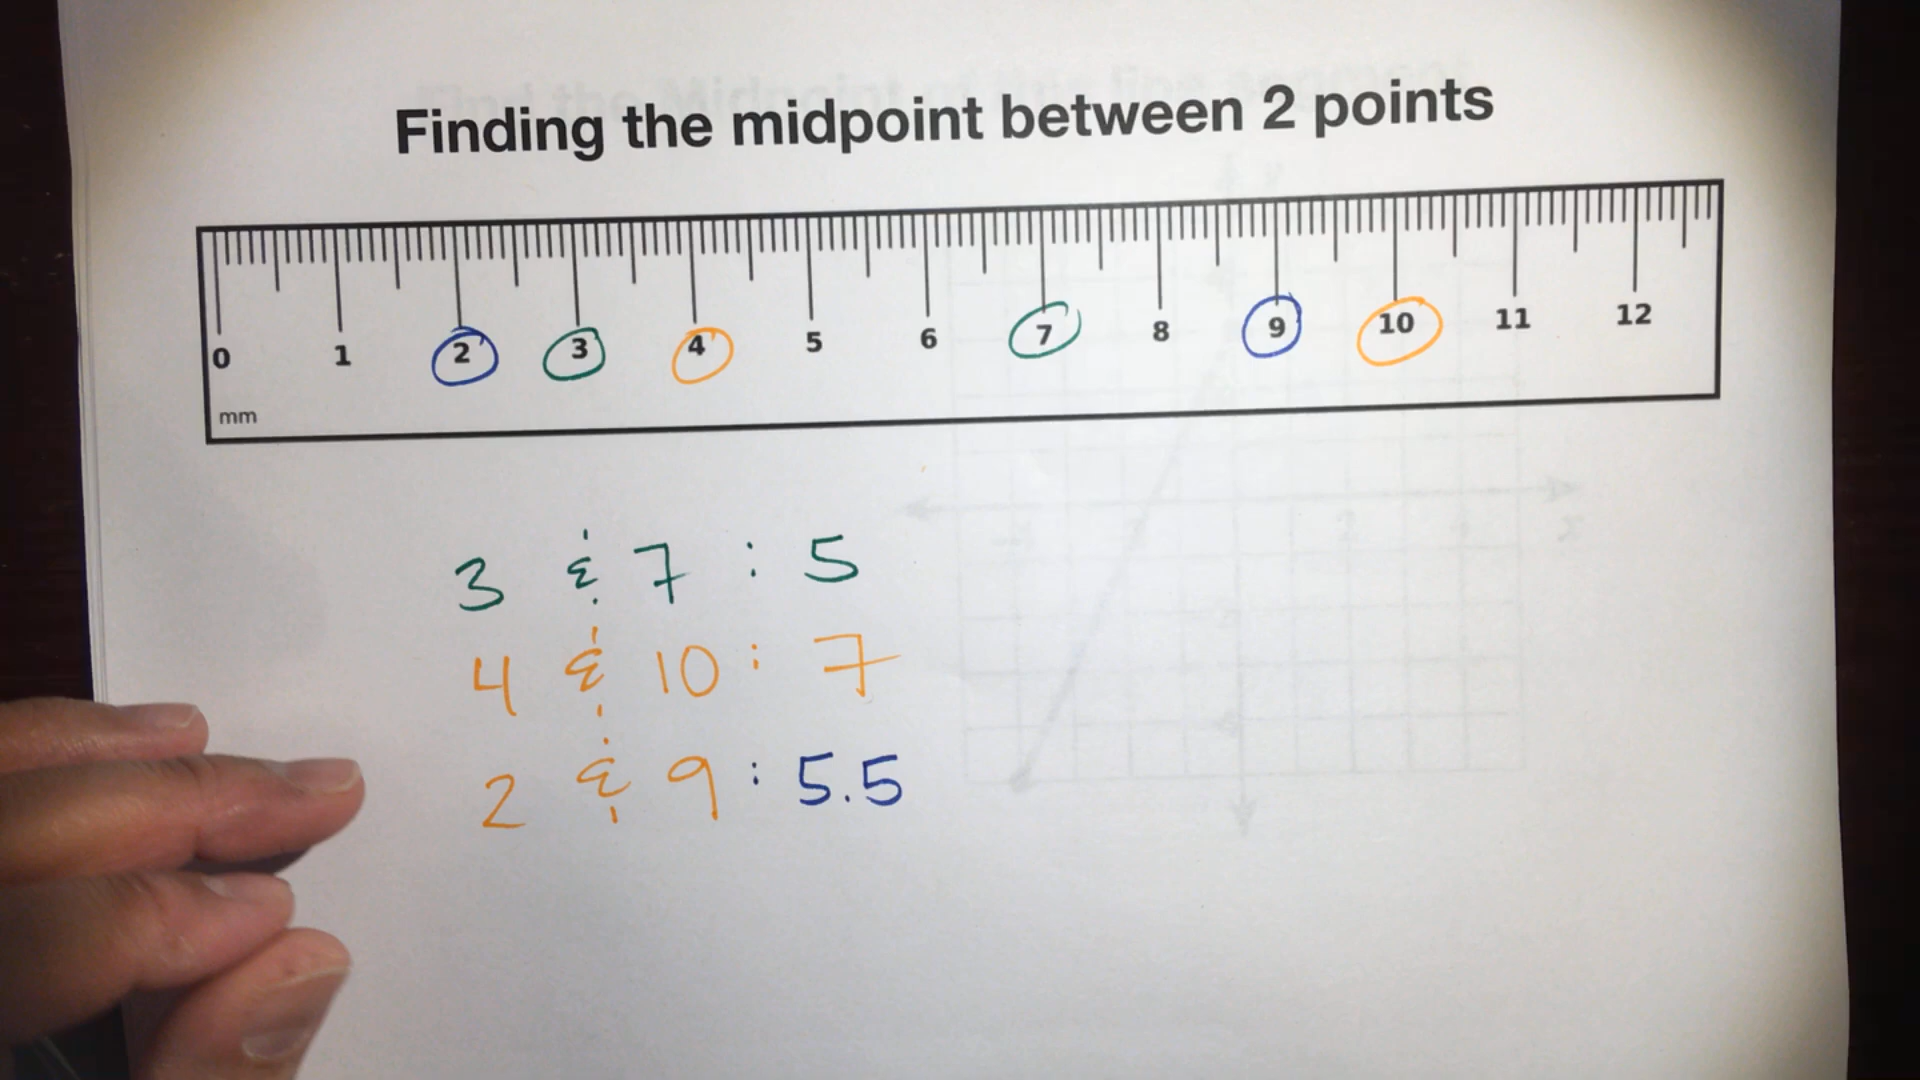 Finding the midpoint between 2 points
0 1 2 3 4 5 6 7 8 9 10 11 12
mm
3 & 7 : 5
4 & 10 : 7
2 & 9 : 5.5